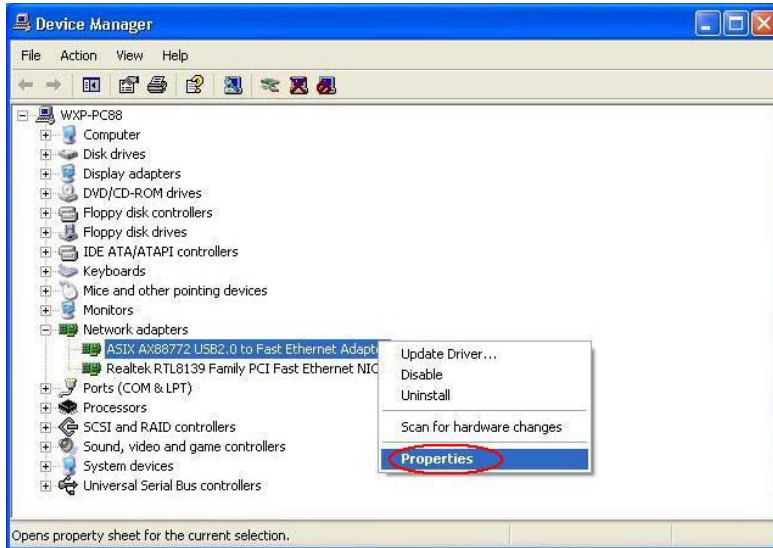 Device Manager
File Action View Help
WXP-PC88
Computer
Disk drives
Display adapters
DVD/CD-ROM drives
Floppy disk controllers
Floppy disk drives
IDE ATA/ATAPI controllers
Keyboards
Mice and other pointing devices
Monitors
Network adapters
ASIX AX88772 USB2.0 to Fast Ethernet Adapt
Realtek RTL8139 Family PCI Fast Ethernet NIC
Ports (COM & LPT)
Processors
SCSI and RAID controllers
Sound, video and game controllers
System devices
Universal Serial Bus controllers
Update Driver...
Disable
Uninstall
Scan for hardware changes
Properties
Opens property sheet for the current selection.